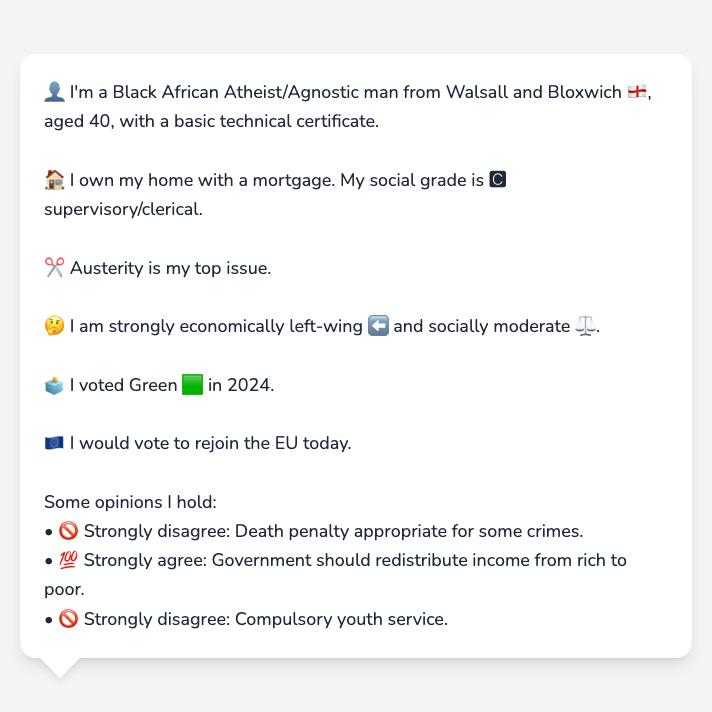 👤 I'm a Black African Atheist/Agnostic man from Walsall and Bloxwich 🏴󠁧󠁢󠁥󠁮󠁧󠁿,
aged 40, with a basic technical certificate.
🏠 I own my home with a mortgage. My social grade is 🅲
supervisory/clerical.
✂️ Austerity is my top issue.
🤔 I am strongly economically left-wing ⬅️ and socially moderate ⚖️.
🗳️ I voted Green 🟩 in 2024.
🇪🇺 I would vote to rejoin the EU today.
Some opinions I hold:
• 🚫 Strongly disagree: Death penalty appropriate for some crimes.
• 💯 Strongly agree: Government should redistribute income from rich to
poor.
• 🚫 Strongly disagree: Compulsory youth service.